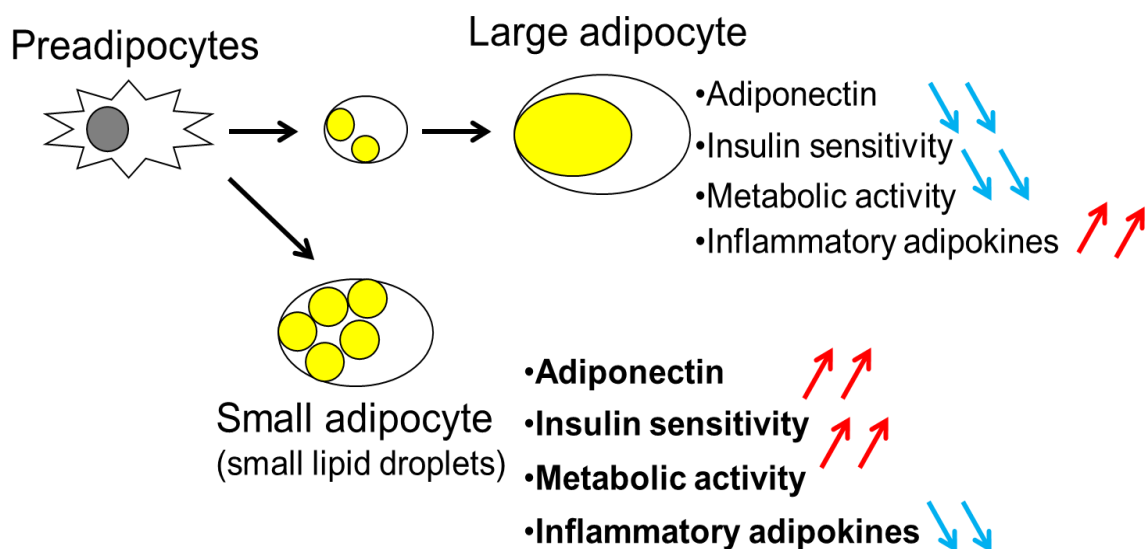 Preadipocytes
Large adipocyte
•Adiponectin
•Insulin sensitivity
•Metabolic activity
•Inflammatory adipokines
Small adipocyte
(small lipid droplets)
•Adiponectin
•Insulin sensitivity
•Metabolic activity
•Inflammatory adipokines